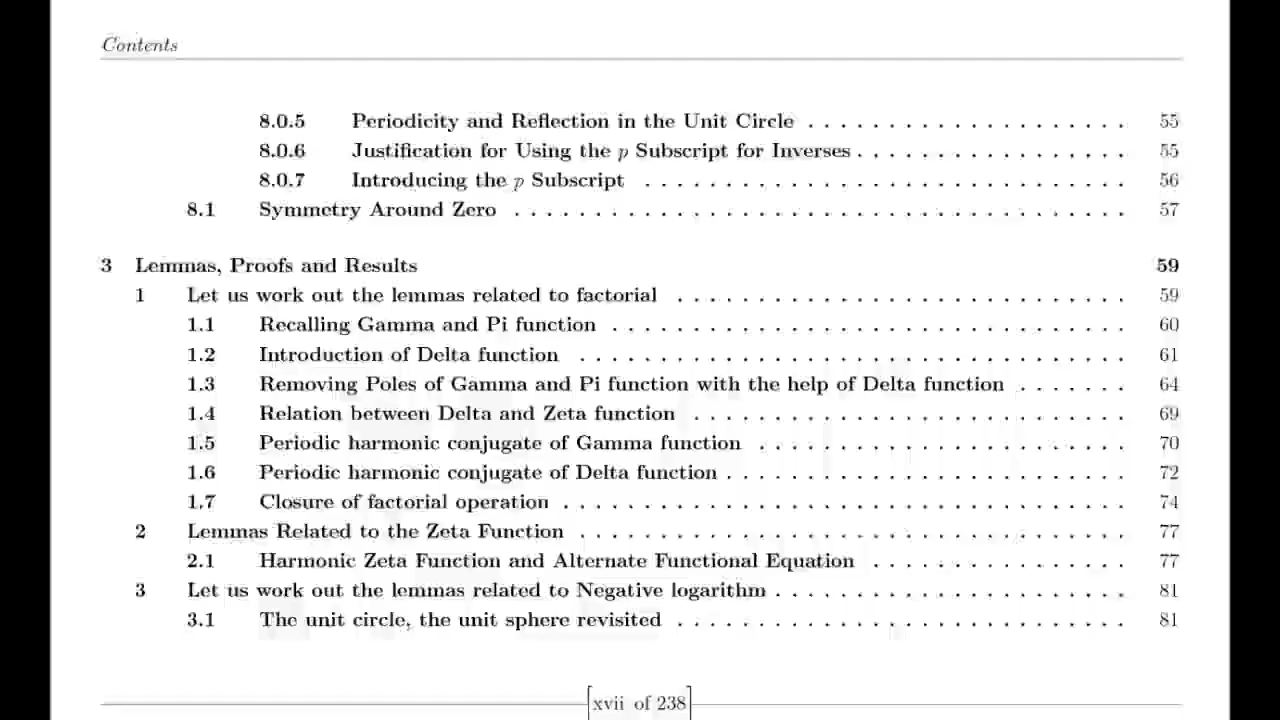 Contents
8.0.5 Periodicity and Reflection in the Unit Circle . . . . . . . . . . . . . . . . . . . . 55
8.0.6 Justification for Using the p Subscript for Inverses . . . . . . . . . . . . . . . . . 55
8.0.7 Introducing the p Subscript . . . . . . . . . . . . . . . . . . . . . . . . . . . . . . 56
8.1 Symmetry Around Zero . . . . . . . . . . . . . . . . . . . . . . . . . . . . . . . . . . . . . . 57
3 Lemmas, Proofs and Results 59
1 Let us work out the lemmas related to factorial . . . . . . . . . . . . . . . . . . . . . . . . . . . . 59
1.1 Recalling Gamma and Pi function . . . . . . . . . . . . . . . . . . . . . . . . . . . . . . . . 60
1.2 Introduction of Delta function . . . . . . . . . . . . . . . . . . . . . . . . . . . . . . . . . . 61
1.3 Removing Poles of Gamma and Pi function with the help of Delta function . . . . . . . 64
1.4 Relation between Delta and Zeta function . . . . . . . . . . . . . . . . . . . . . . . . . . . 69
1.5 Periodic harmonic conjugate of Gamma function . . . . . . . . . . . . . . . . . . . . . . . 70
1.6 Periodic harmonic conjugate of Delta function . . . . . . . . . . . . . . . . . . . . . . . . . 72
1.7 Closure of factorial operation . . . . . . . . . . . . . . . . . . . . . . . . . . . . . . . . . . . 74
2 Lemmas Related to the Zeta Function . . . . . . . . . . . . . . . . . . . . . . . . . . . . . . . . . . 77
2.1 Harmonic Zeta Function and Alternate Functional Equation . . . . . . . . . . . . . . . . 77
3 Let us work out the lemmas related to Negative logarithm . . . . . . . . . . . . . . . . . . . . . . 81
3.1 The unit circle, the unit sphere revisited . . . . . . . . . . . . . . . . . . . . . . . . . . . . 81
xvii of 238